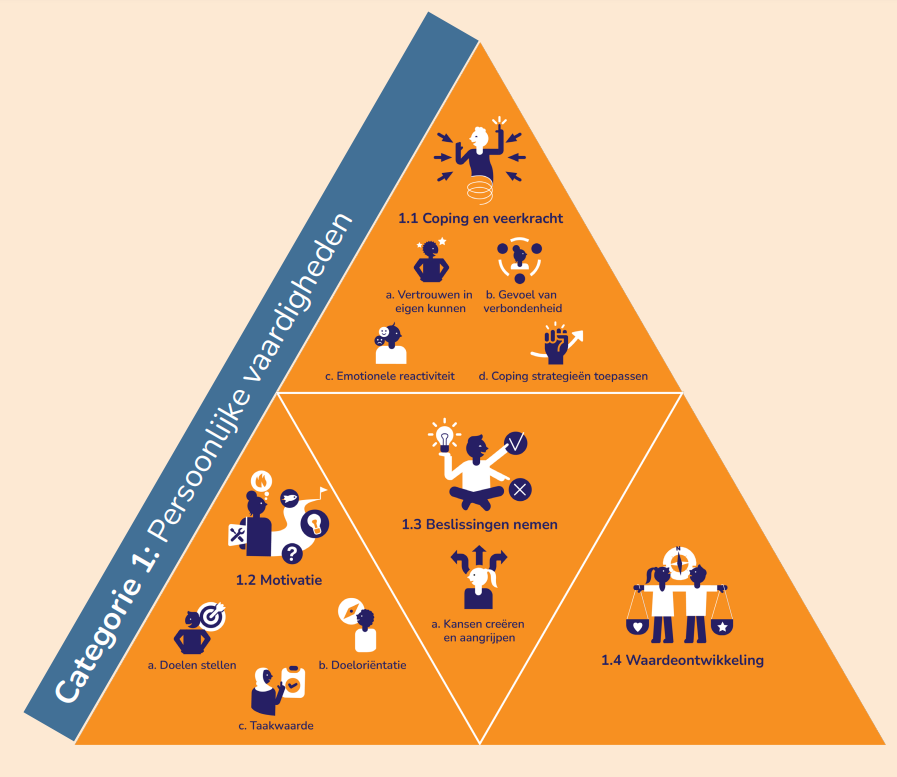 Categorie 1: Persoonlijke vaardigheden
1.1 Coping en veerkracht
a. Vertrouwen in
eigen kunnen
b. Gevoel van
verbondenheid
c. Emotionele reactiviteit
d. Coping strategieën toepassen
1.2 Motivatie
?
a. Doelen stellen
b. Doeloriëntatie
c. Taakwaarde
1.3 Beslissingen nemen
a. Kansen creëren
en aangrijpen
N
1.4 Waardeontwikkeling